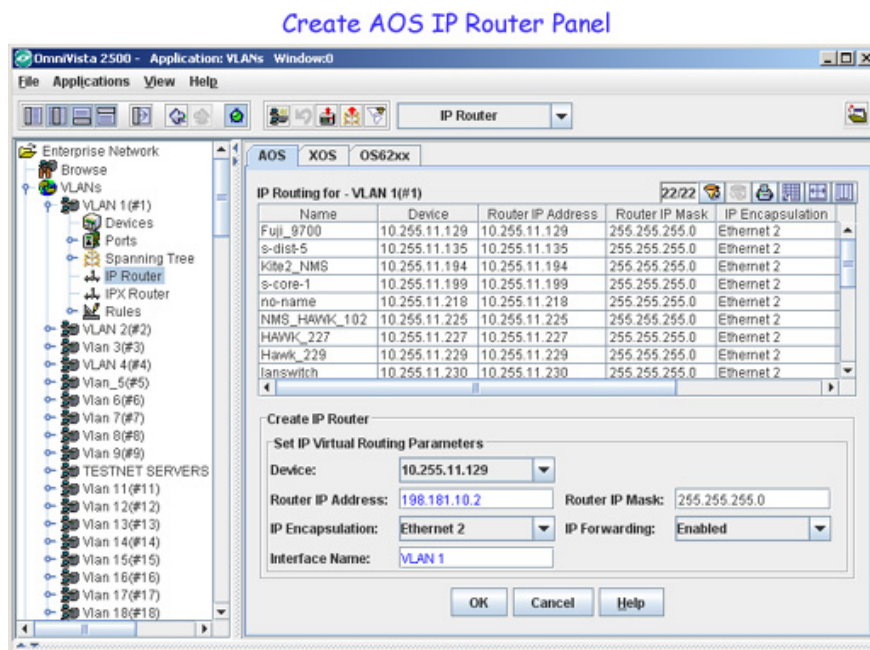 Create AOS IP Router Panel
OmniVista 2500 - Application: VLANs Window:0
File Applications View Help
IP Router
Enterprise Network
Browse
VLANs
VLAN 1(#1)
Devices
Ports
Spanning Tree
IP Router
IPX Router
Rules
VLAN 2(#2)
Vlan 3(#3)
VLAN 4(#4)
Vlan_5(#5)
Vlan 6(#6)
Vlan 7(#7)
Vlan 8(#8)
Vlan 9(#9)
TESTNET SERVERS
Vlan 11(#11)
Vlan 12(#12)
Vlan 13(#13)
Vlan 14(#14)
Vlan 15(#15)
Vlan 16(#16)
Vlan 17(#17)
Vlan 18(#18)
AOS XOS OS62xx
IP Routing for - VLAN 1(#1) 22/22
Name Device Router IP Address Router IP Mask IP Encapsulation
Fuji_9700 10.255.11.129 10.255.11.129 255.255.255.0 Ethernet 2
s-dist-5 10.255.11.135 10.255.11.135 255.255.255.0 Ethernet 2
Kite2_NMS 10.255.11.194 10.255.11.194 255.255.255.0 Ethernet 2
s-core-1 10.255.11.199 10.255.11.199 255.255.255.0 Ethernet 2
no-name 10.255.11.218 10.255.11.218 255.255.255.0 Ethernet 2
NMS_HAWK_102 10.255.11.225 10.255.11.225 255.255.255.0 Ethernet 2
HAWK_227 10.255.11.227 10.255.11.227 255.255.255.0 Ethernet 2
Hawk_229 10.255.11.229 10.255.11.229 255.255.255.0 Ethernet 2
lanswitch 10.255.11.230 10.255.11.230 255.255.255.0 Ethernet 2
Create IP Router
Set IP Virtual Routing Parameters
Device: 10.255.11.129
Router IP Address: 198.181.10.2 Router IP Mask: 255.255.255.0
IP Encapsulation: Ethernet 2 IP Forwarding: Enabled
Interface Name: VLAN 1
OK Cancel Help